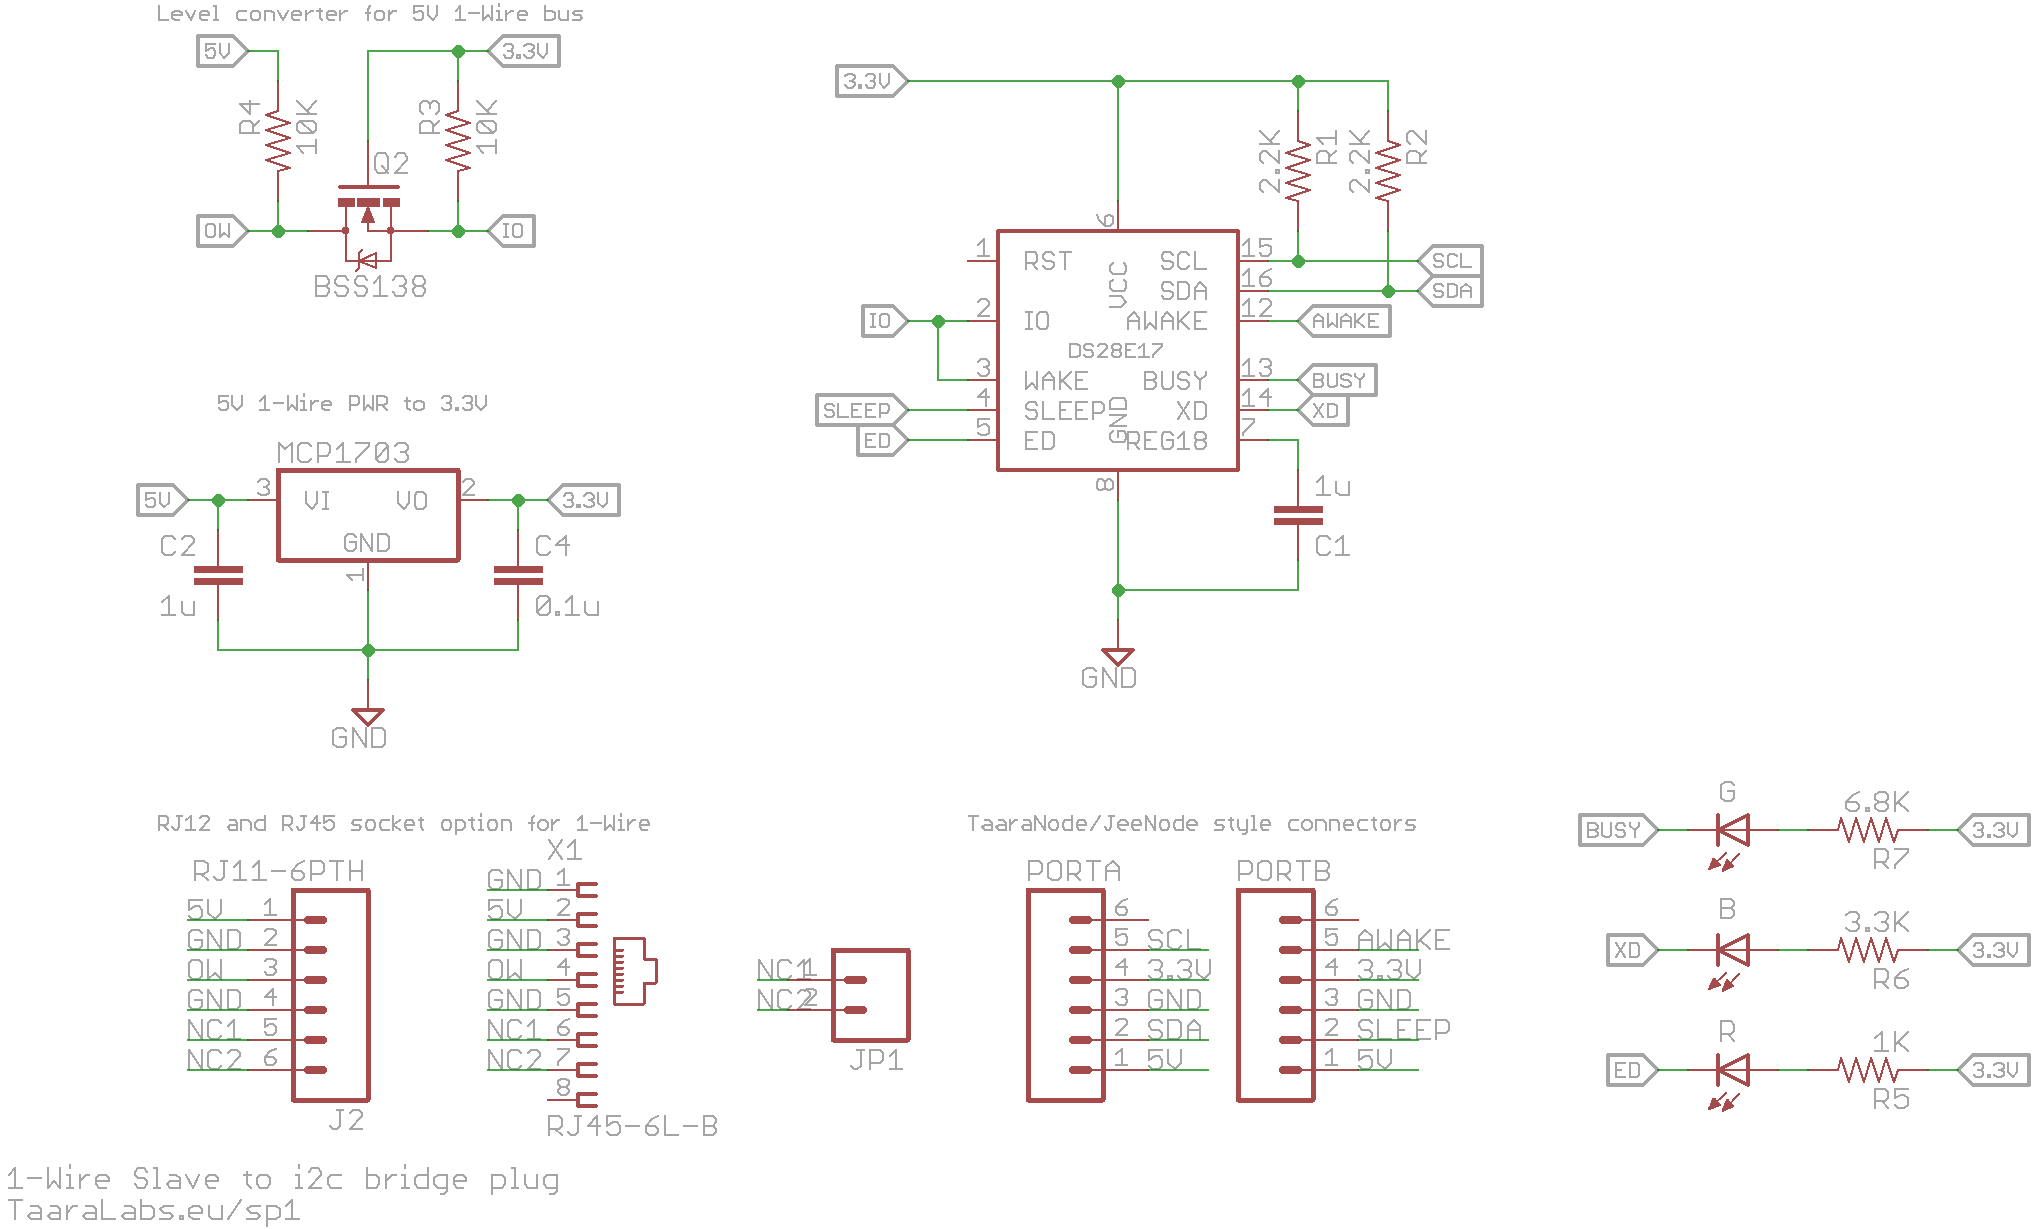 Level converter for 5V 1-Wire bus
5V
3.3V
R4
10K
R3
10K
Q2
OW
IO
BSS138
5V 1-Wire PWR to 3.3V
MCP1703
5V
3
VI
VO
2
3.3V
GND
1
C2
1u
C4
0.1u
GND
3.3V
2.2K
R1
2.2K
R2
6
VCC
1
RST
SCL
15
SCL
SDA
16
SDA
IO
2
IO
AWAKE
12
AWAKE
DS28E17
3
WAKE
BUSY
13
BUSY
SLEEP
4
SLEEP
XD
14
XD
ED
5
ED
GND
REG18
7
8
1u
C1
GND
RJ12 and RJ45 socket option for 1-Wire
RJ11-6PTH
5V 1
GND 2
OW 3
GND 4
NC1 5
NC2 6
J2
X1
GND 1
5V 2
GND 3
OW 4
GND 5
NC1 6
NC2 7
8
RJ45-6L-B
NC1 1
NC2 2
JP1
TaaraNode/JeeNode style connectors
PORTA
6
5 SCL
4 3.3V
3 GND
2 SDA
1 5V
PORTB
6
5 AWAKE
4 3.3V
3 GND
2 SLEEP
1 5V
G
6.8K
BUSY
3.3V
R7
B
3.3K
XD
3.3V
R6
R
1K
ED
3.3V
R5
1-Wire Slave to i2c bridge plug
TaaraLabs.eu/sp1